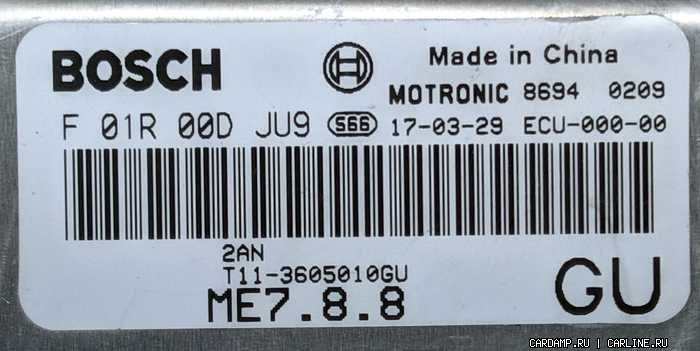 BOSCH Made in China
MOTRONIC 8694 0209
F 01R 00D JU9 566 17-03-29 ECU-000-00
2AN
T11-3605010GU
ME7.8.8 GU
CARDAMP.RU | CARLINE.RU